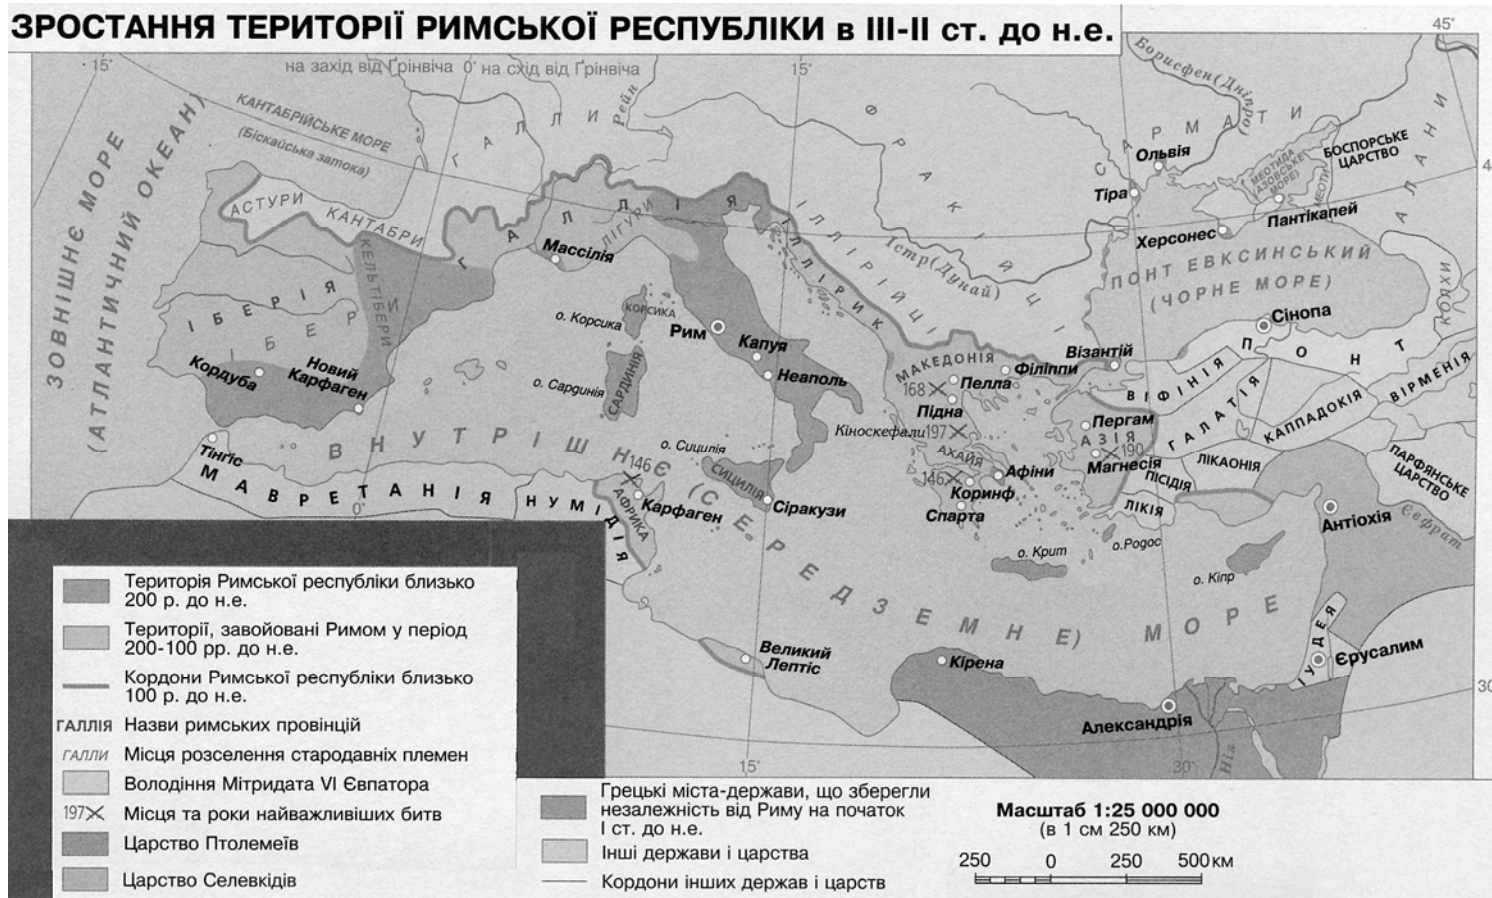 ЗРОСТАННЯ ТЕРИТОРІЇ РИМСЬКОЇ РЕСПУБЛІКИ в III-II ст. до н.е.
45°
15°
на захід від Ґрінвіча 0° на схід від Ґрінвіча
15°
Борисфен (Дніпро)
ЗОВНІШНЄ МОРЕ
(АТЛАНТИЧНИЙ ОКЕАН)
КАНТАБРІЙСЬКЕ МОРЕ
(Біскайська затока)
ГАЛЛИ
Рейн
ФРАКІЙЦІ
САРМАТИ
АЛАНИ
Ольвія
МЕОТИДА
(АЗОВСЬКЕ
МОРЕ)
МЕОТИ
БОСПОРСЬКЕ
ЦАРСТВО
Тіра
Пантікапей
Херсонес
АСТУРИ
КАНТАБРИ
ГАЛЛІЯ
ЛІГУРИ
Массілія
ІЛЛІРИК
ІЛЛІРІЙЦІ
Істр (Дунай)
ПОНТ ЕВКСИНСЬКИЙ
(ЧОРНЕ МОРЕ)
КОЛХИ
КЕЛЬТІБЕРИ
ІБЕРІЯ
ІБЕРИ
о. Корсика
КОРСИКА
Рим
Сінопа
Капуя
Неаполь
МАКЕДОНІЯ
Візантій
Філіппи
ПОНТ
Кордуба
Новий
Карфаген
о. Сардинія
САРДИНІЯ
168
Пелла
Підна
ВІФІНІЯ
ГАЛАТІЯ
КАППАДОКІЯ
ВІРМЕНІЯ
Кіноскефали 197
Пергам
АЗІЯ
190
Магнесія
ВНУТРІШНЄ (СЕРЕДЗЕМНЕ) МОРЕ
о. Сицилія
СИЦИЛІЯ
АХАЙЯ
Афіни
146
Коринф
Спарта
ПІСІДІЯ
ЛІКАОНІЯ
ЛІКІЯ
ПАРФЯНСЬКЕ
ЦАРСТВО
Тінгіс
МАВРЕТАНІЯ
0°
НУМІДІЯ
146
АФРИКА
Карфаген
Сіракузи
Антіохія
Євфрат
о. Крит
о.Родос
о. Кіпр
Великий
Лептіс
Кірена
ІУДЕЯ
Єрусалим
30
Александрія
Ніл
15°
30°
Територія Римської республіки близько
200 р. до н.е.
Території, завойовані Римом у період
200-100 рр. до н.е.
Кордони Римської республіки близько
100 р. до н.е.
ГАЛЛІЯ Назви римських провінцій
ГАЛЛИ Місця розселення стародавніх племен
Володіння Мітридата VI Євпатора
197 Місця та роки найважливіших битв
Царство Птолемеїв
Царство Селевкідів
Грецькі міста-держави, що зберегли
незалежність від Риму на початок
І ст. до н.е.
Інші держави і царства
Кордони інших держав і царств
Масштаб 1:25 000 000
(в 1 см 250 км)
250 0 250 500 км